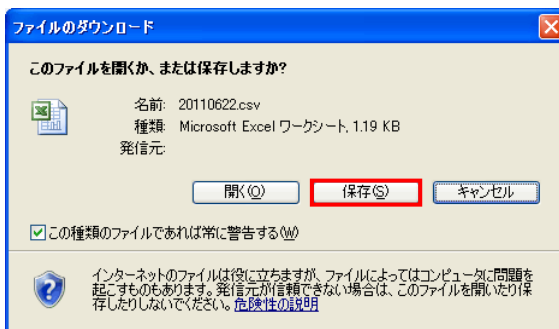 ファイルのダウンロード
このファイルを開くか、または保存しますか?
名前: 20110622.csv
種類: Microsoft Excel ワークシート, 1.19 KB
発信元:
開く(O) 保存(S) キャンセル
この種類のファイルであれば常に警告する(W)
インターネットのファイルは役に立ちますが、ファイルによってはコンピュータに問題を
起こすものもあります。発信元が信頼できない場合は、このファイルを開いたり保
存したりしないでください。危険性の説明